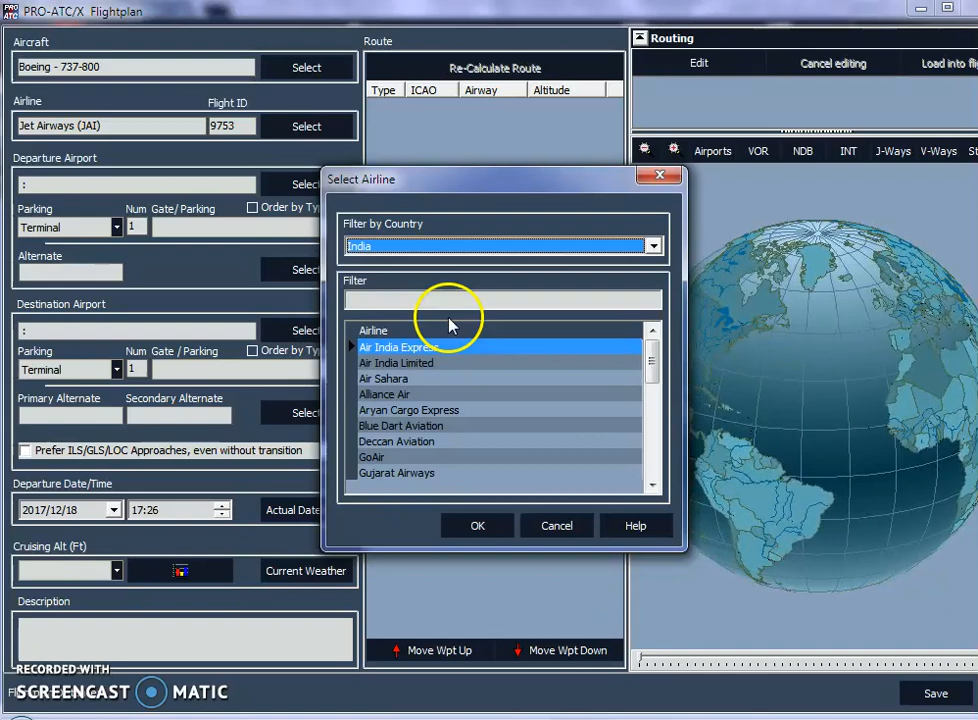 PRO-ATC/X Flightplan
Aircraft
Boeing - 737-800
Select
Airline
Flight ID
Jet Airways (JAI)
9753
Select
Departure Airport
:
Select
Parking
Num
Gate/ Parking
Order by Ty
Terminal
1
Alternate
Select
Destination Airport
:
Select
Parking
Num
Gate / Parking
Order by Ty
Terminal
1
Primary Alternate
Secondary Alternate
Select
Prefer ILS/GLS/LOC Approaches, even without transition
Departure Date/Time
2017/12/18
17:26
Actual Date
Cruising Alt (Ft)
Current Weather
Description
RECORDED WITH
SCREENCAST MATIC
Route
Re-Calculate Route
Type ICAO Airway Altitude
Select Airline
X
Filter by Country
India
Filter
Airline
Air India Express
Air India Limited
Air Sahara
Alliance Air
Aryan Cargo Express
Blue Dart Aviation
Deccan Aviation
GoAir
Gujarat Airways
OK Cancel Help
Move Wpt Up Move Wpt Down
Routing
Edit Cancel editing Load into fli
Airports VOR NDB INT J-Ways V-Ways St
Save